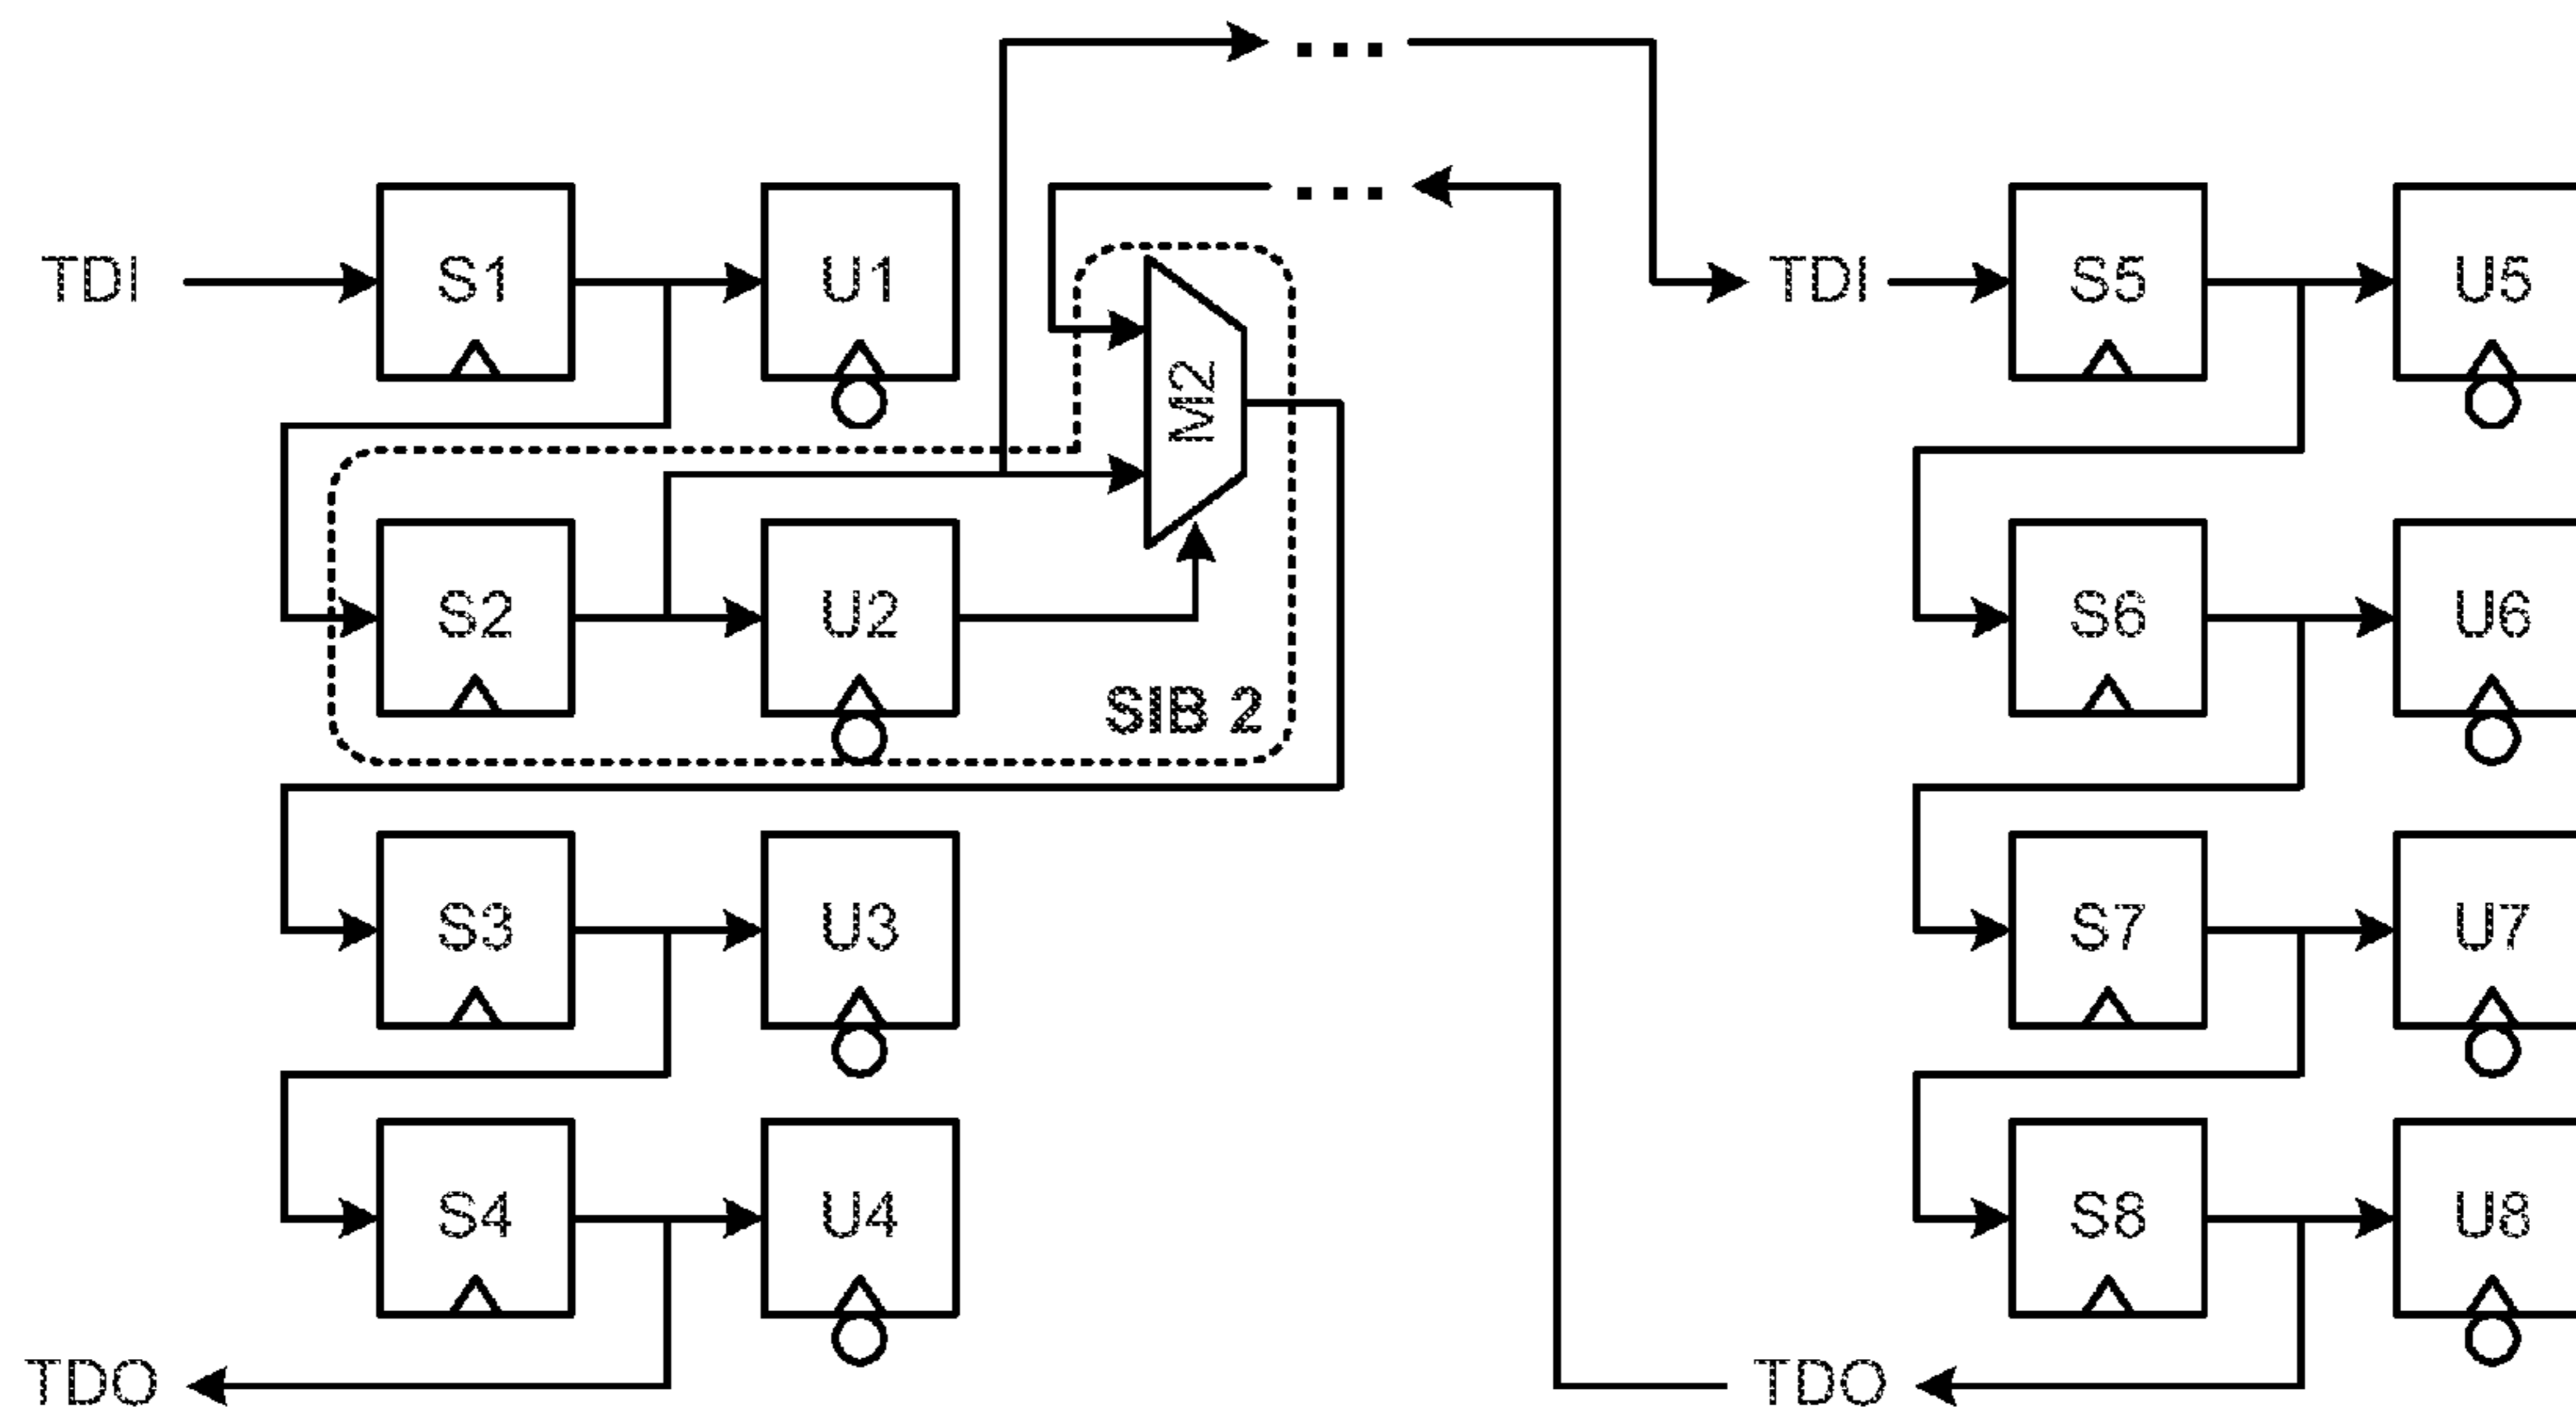 ... 
...
TDI S1 U1 M2 TDI S5 U5
S2 U2 S6 U6
SIB 2
S3 U3 S7 U7
S4 U4 S8 U8
TDO TDO